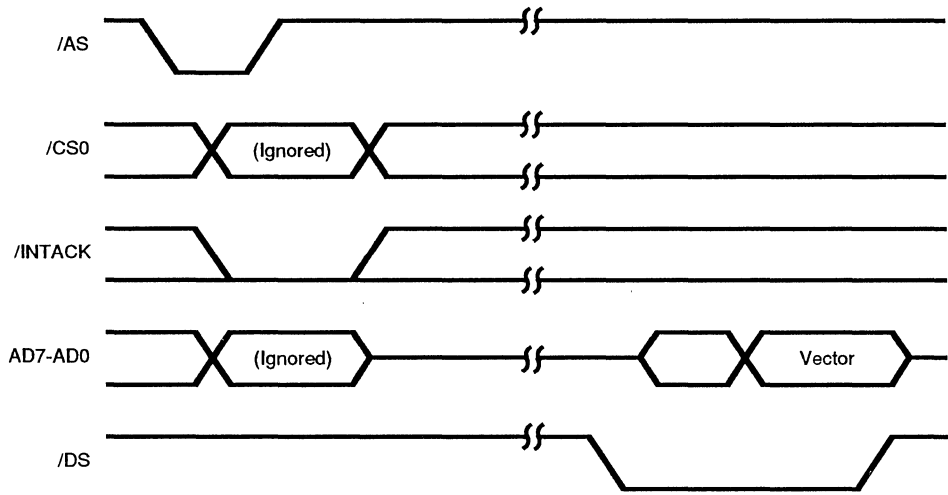 /AS
/CS0
(Ignored)
/INTACK
AD7-AD0
(Ignored)
Vector
/DS